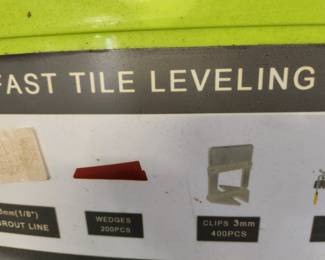 FAST TILE LEVELING
3mm(1/8")
GROUT LINE
WEDGES
200PCS
CLIPS 3mm
400PCS